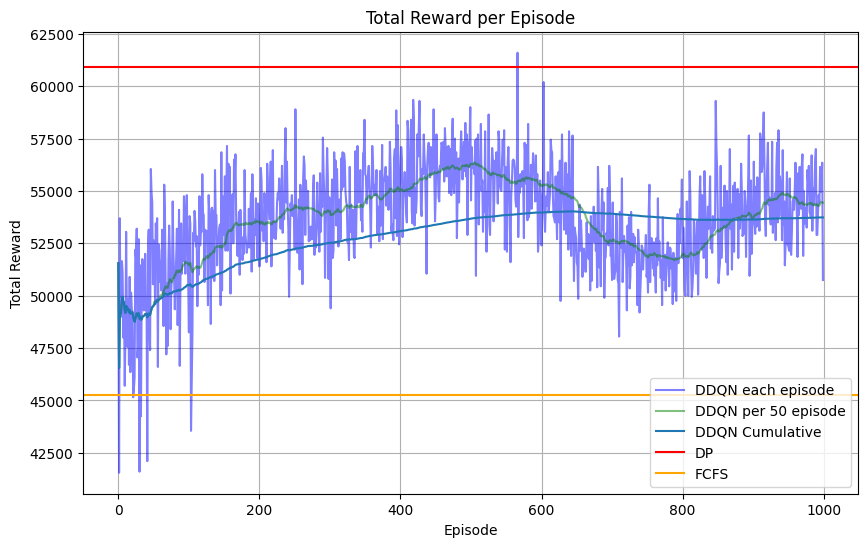 Total Reward per Episode
62500
60000
57500
55000
52500
50000
47500
45000
42500
Total Reward
0
200
400
600
800
1000
Episode
DDQN each episode
DDQN per 50 episode
DDQN Cumulative
DP
FCFS